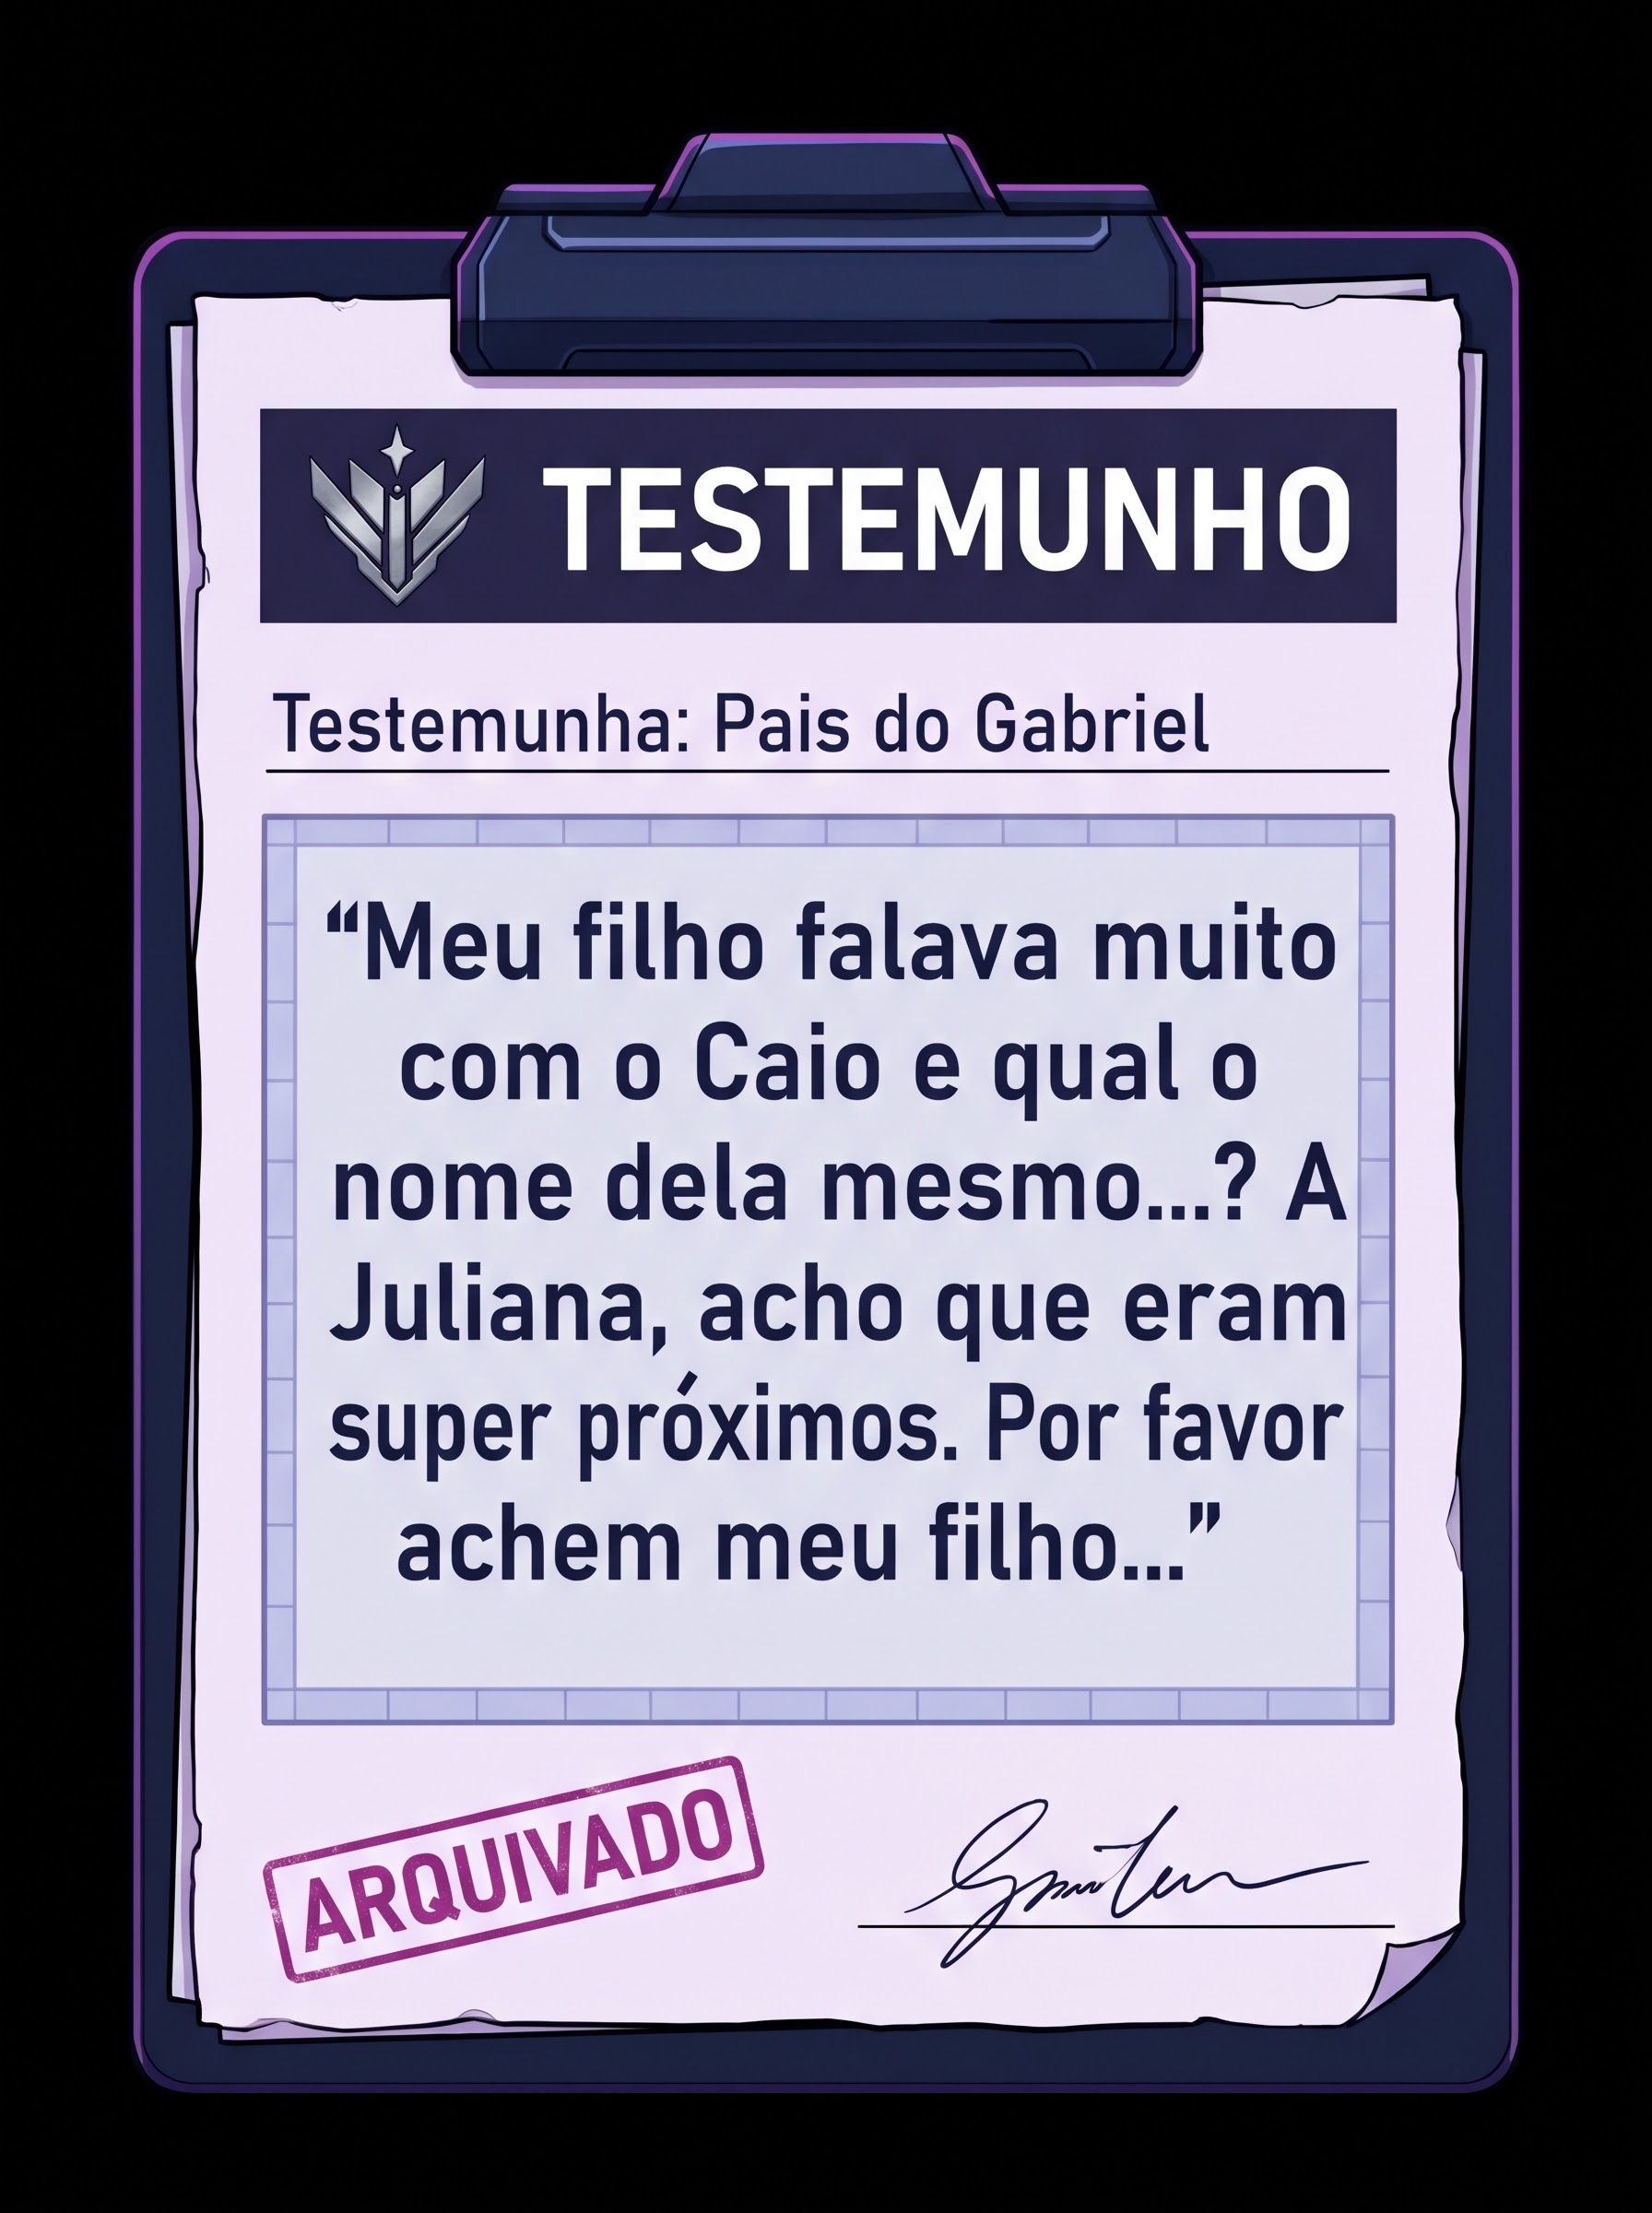 TESTEMUNHO
Testemunha: Pais do Gabriel
“Meu filho falava muito
com o Caio e qual o
nome dela mesmo...? A
Juliana, acho que eram
super próximos. Por favor
achem meu filho...”
ARQUIVADO